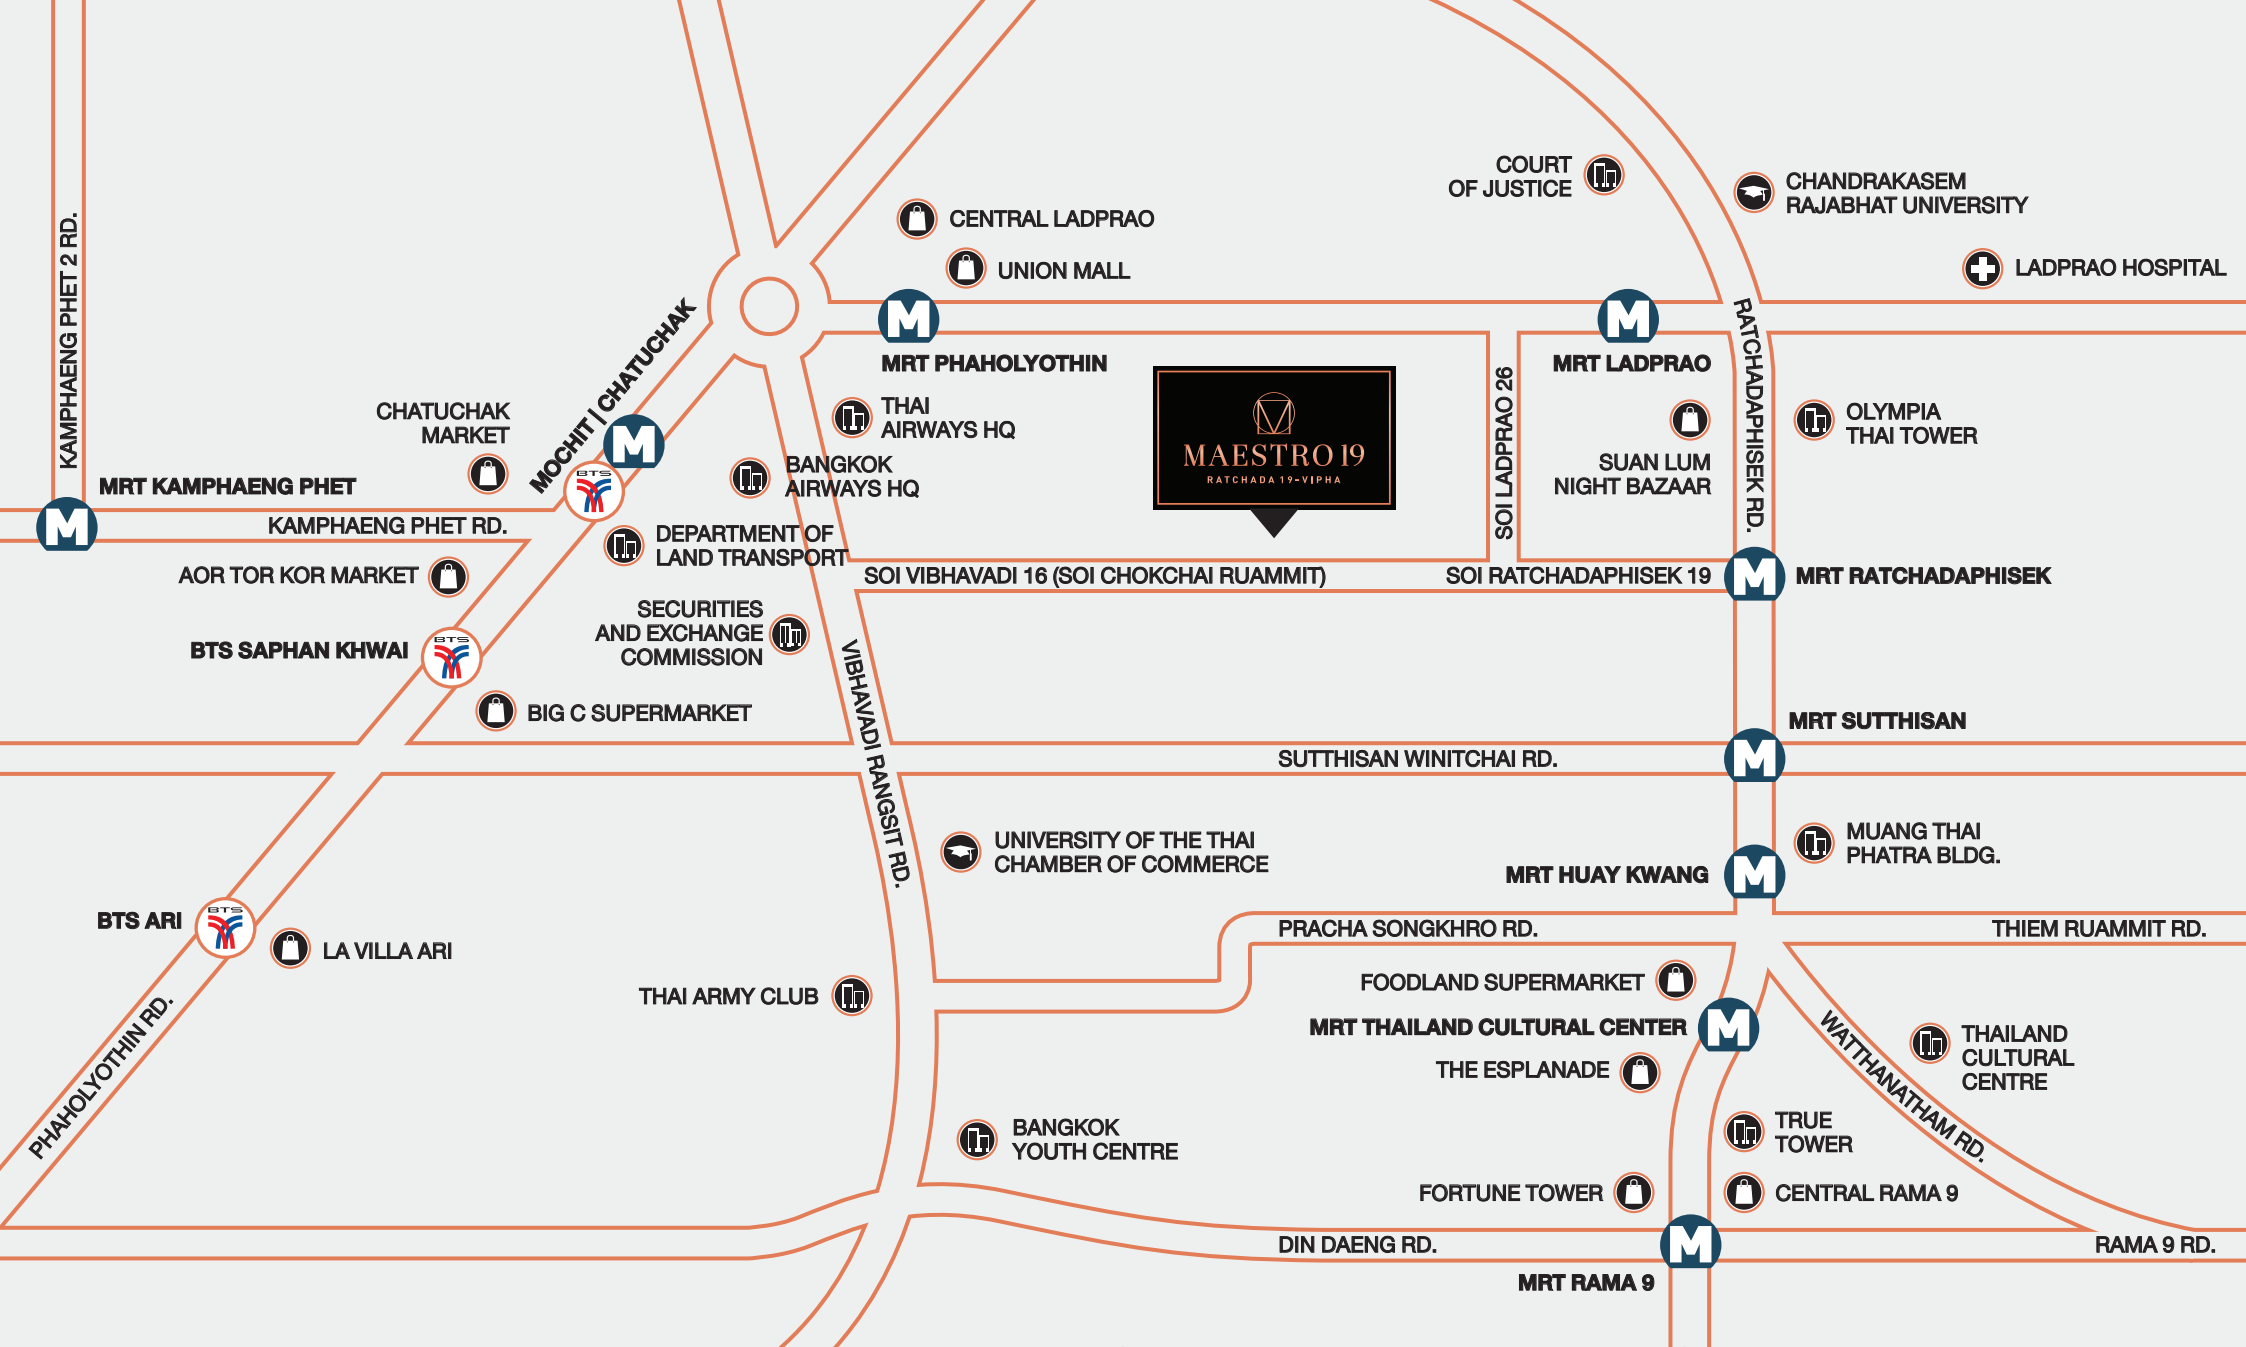 COURT
OF JUSTICE
CHANDRAKASEM
RAJABHAT UNIVERSITY
CENTRAL LADPRAO
UNION MALL
LADPRAO HOSPITAL
KAMPHAENG PHET 2 RD.
MOCHIT | CHATUCHAK
MRT PHAHOLYOTHIN
MRT LADPRAO
RATCHADAPHISEK RD.
CHATUCHAK
MARKET
THAI
AIRWAYS HQ
MAESTRO 19
RATCHADA 19-VIPHA
SOI LADPRAO 26
SUAN LUM
NIGHT BAZAAR
OLYMPIA
THAI TOWER
BANGKOK
AIRWAYS HQ
MRT KAMPHAENG PHET
BTS
KAMPHAENG PHET RD.
DEPARTMENT OF
LAND TRANSPORT
AOR TOR KOR MARKET
SOI VIBHAVADI 16 (SOI CHOKCHAI RUAMMIT)
SOI RATCHADAPHISEK 19
MRT RATCHADAPHISEK
SECURITIES
AND EXCHANGE
COMMISSION
BTS SAPHAN KHWAI
BTS
VIBHAVADI RANGSIT RD.
BIG C SUPERMARKET
MRT SUTTHISAN
SUTTHISAN WINITCHAI RD.
UNIVERSITY OF THE THAI
CHAMBER OF COMMERCE
MUANG THAI
PHATRA BLDG.
MRT HUAY KWANG
BTS ARI
BTS
LA VILLA ARI
PRACHA SONGKHRO RD.
THIEM RUAMMIT RD.
THAI ARMY CLUB
FOODLAND SUPERMARKET
MRT THAILAND CULTURAL CENTER
THE ESPLANADE
WATTHANATHAM RD.
THAILAND
CULTURAL
CENTRE
PHAHOLYOTHIN RD.
BANGKOK
YOUTH CENTRE
TRUE
TOWER
FORTUNE TOWER
CENTRAL RAMA 9
DIN DAENG RD.
RAMA 9 RD.
MRT RAMA 9